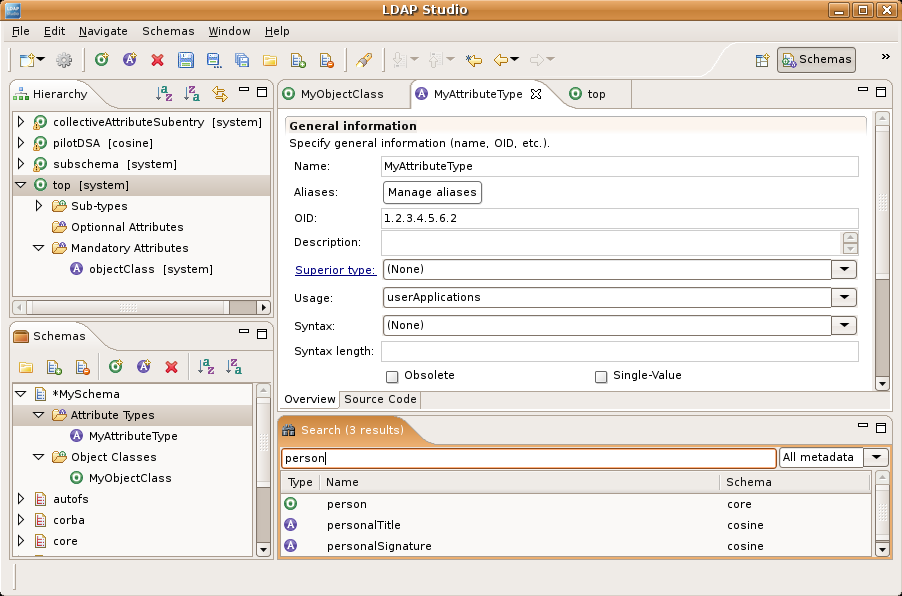 LDAP Studio
File Edit Navigate Schemas Window Help
Schemas »
Hierarchy
collectiveAttributeSubentry [system]
pilotDSA [cosine]
subschema [system]
top [system]
Sub-types
Optionnal Attributes
Mandatory Attributes
objectClass [system]
Schemas
*MySchema
Attribute Types
MyAttributeType
Object Classes
MyObjectClass
autofs
corba
core
MyObjectClass MyAttributeType top
General information
Specify general information (name, OID, etc.).
Name: MyAttributeType
Aliases: Manage aliases
OID: 1.2.3.4.5.6.2
Description:
Superior type: (None)
Usage: userApplications
Syntax: (None)
Syntax length:
Obsolete Single-Value
Overview Source Code
Search (3 results)
person All metadata
Type Name Schema
person core
personalTitle cosine
personalSignature cosine